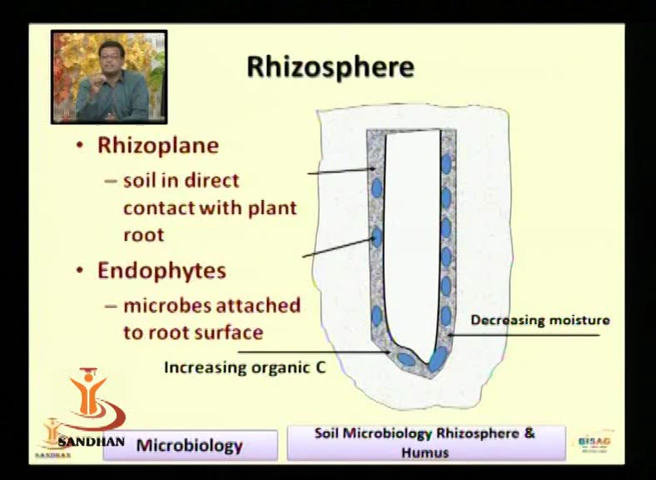 Rhizosphere
• Rhizoplane
– soil in direct
contact with plant
root
• Endophytes
– microbes attached
to root surface
Decreasing moisture
Increasing organic C
SANDHAN
SANDHAN
Microbiology
Soil Microbiology Rhizosphere &
Humus
BISAG